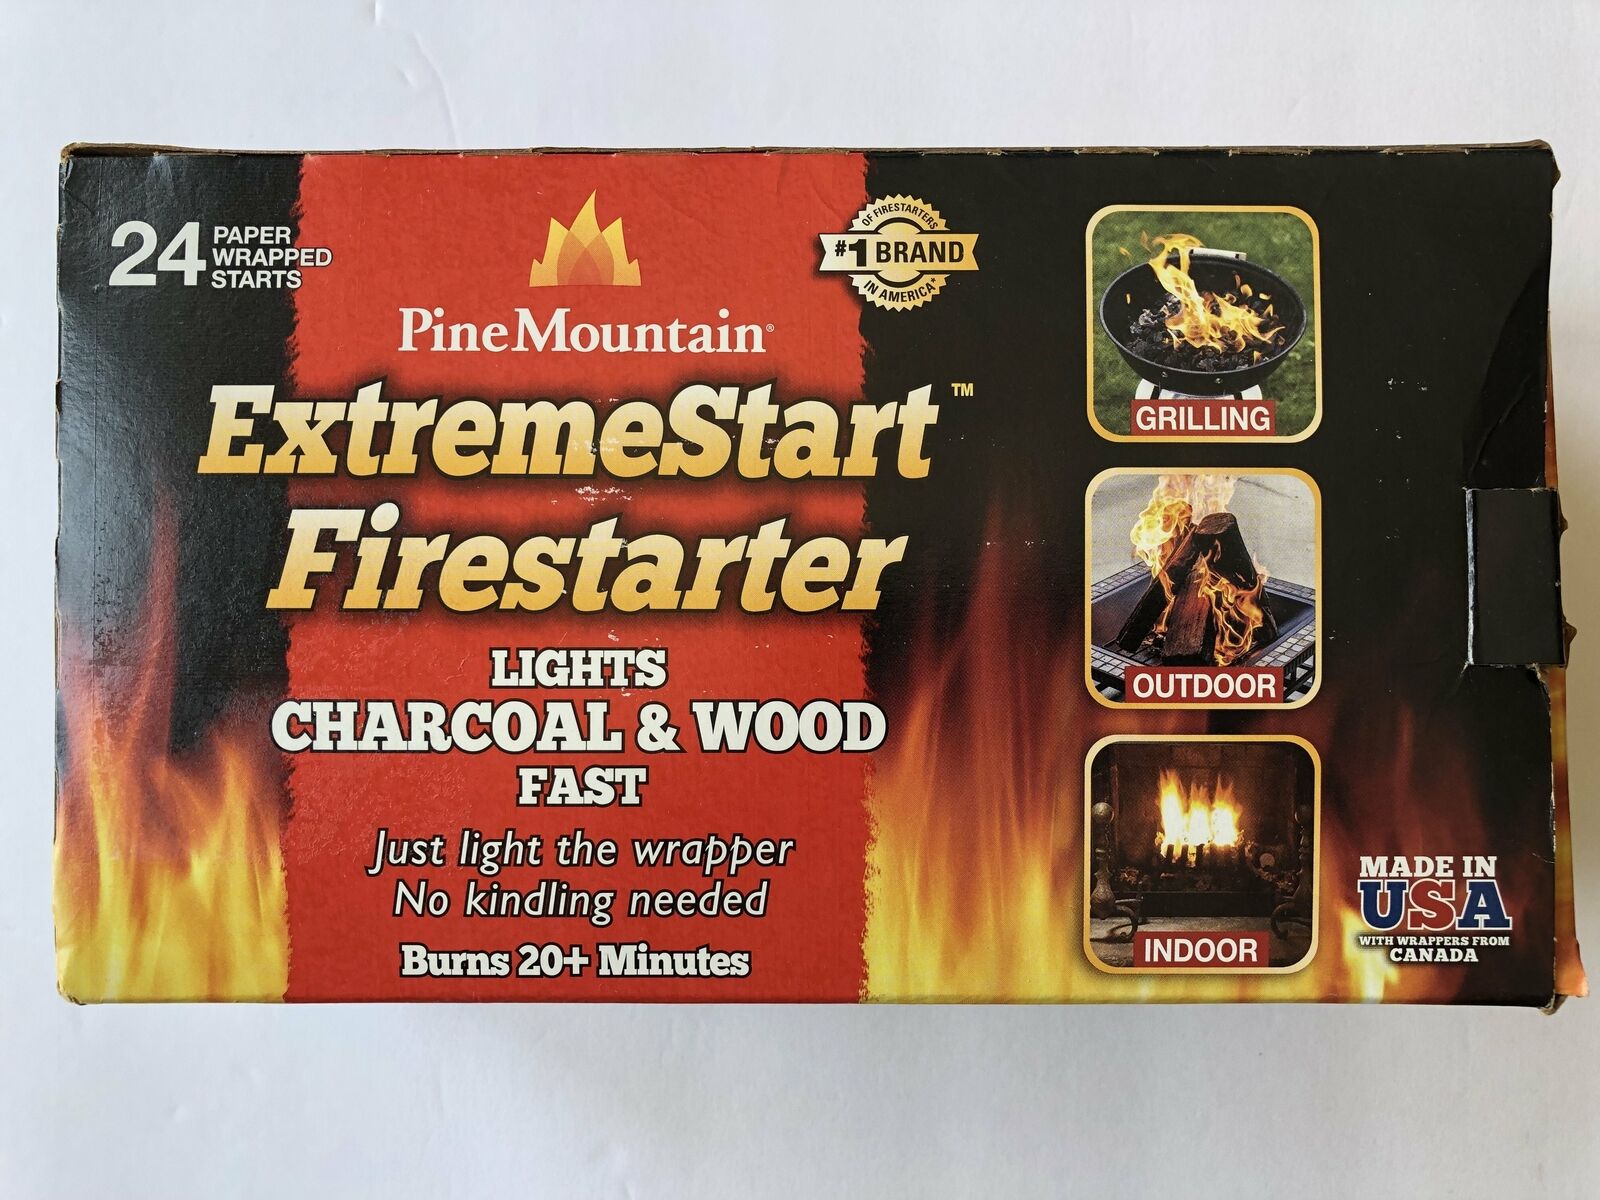 24 PAPER
WRAPPED
STARTS
PineMountain®
OF FIRESTARTERS
#1 BRAND
IN AMERICA*
ExtremeStart™
Firestarter
LIGHTS
CHARCOAL & WOOD
FAST
Just light the wrapper
No kindling needed
Burns 20+ Minutes
GRILLING
OUTDOOR
INDOOR
MADE IN
USA
WITH WRAPPERS FROM
CANADA